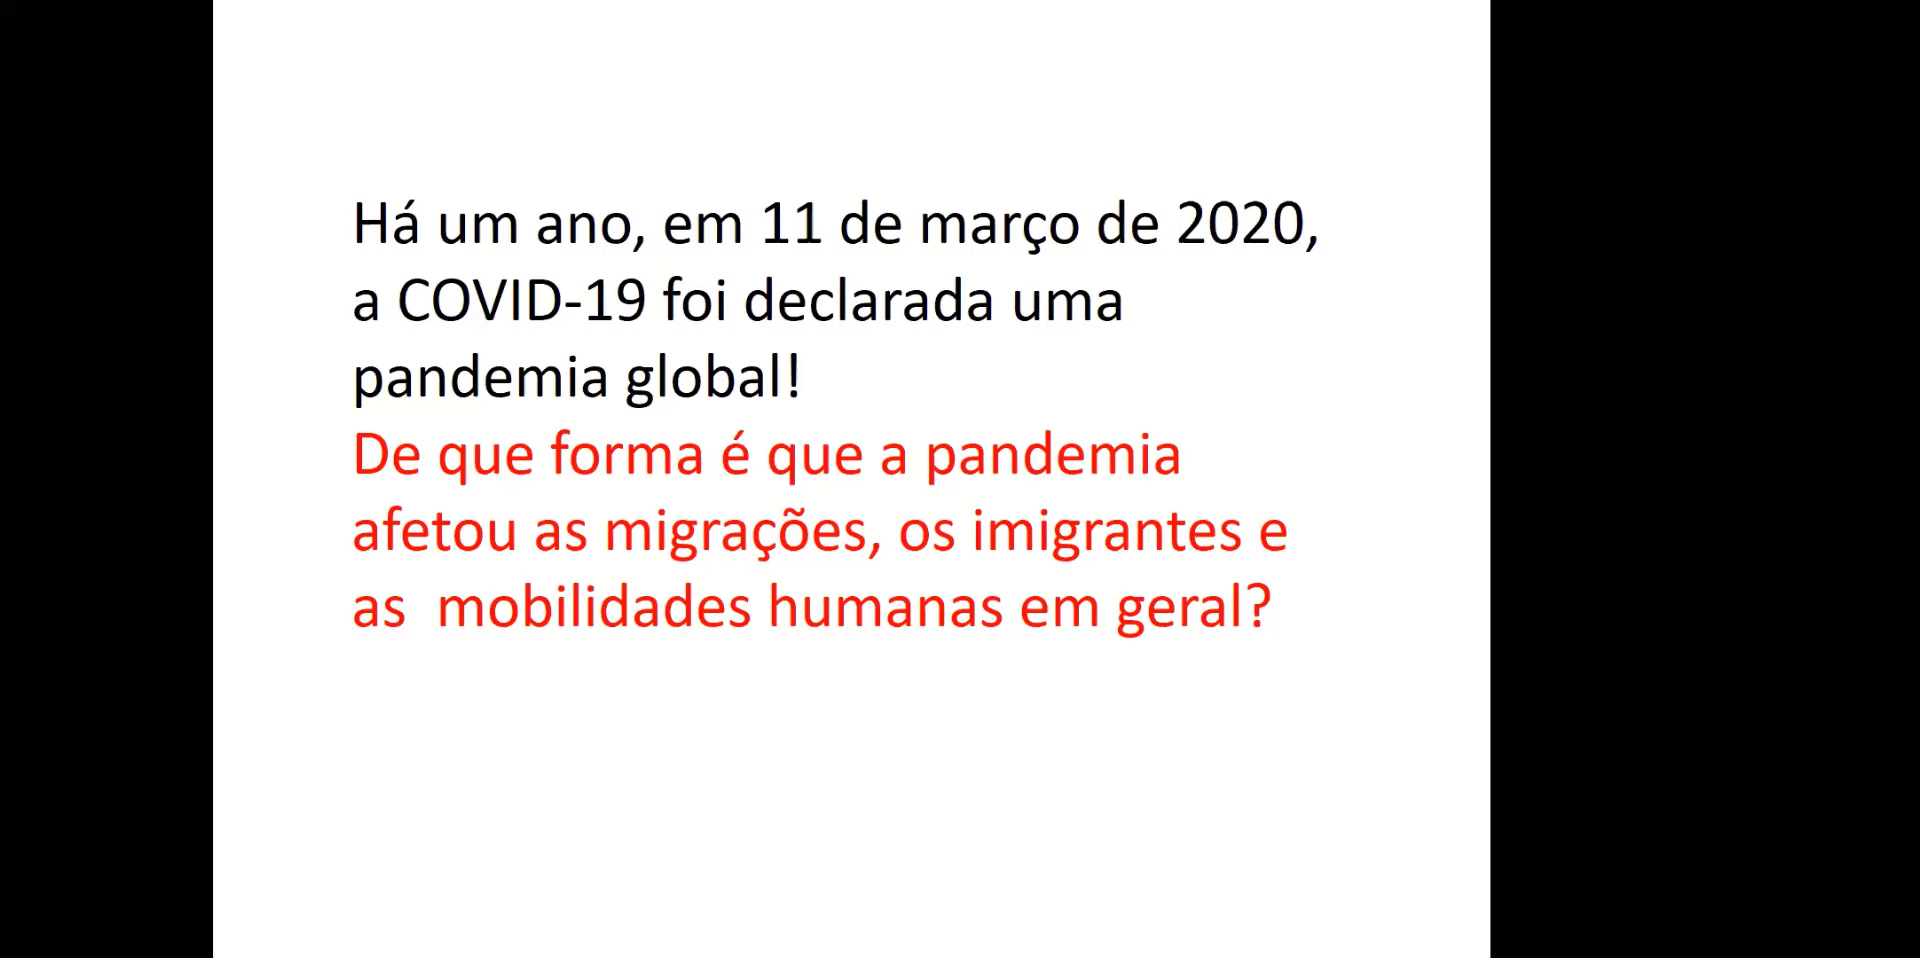 Há um ano, em 11 de março de 2020,
a COVID-19 foi declarada uma
pandemia global!
De que forma é que a pandemia
afetou as migrações, os imigrantes e
as  mobilidades humanas em geral?